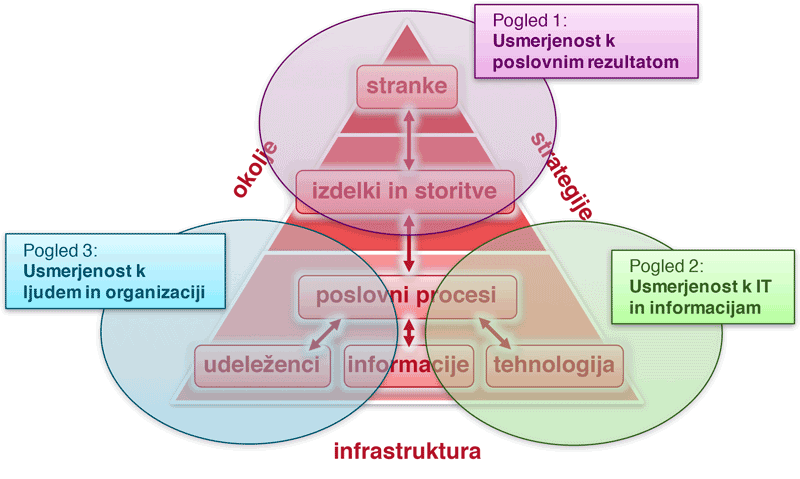 Pogled 1:
Usmerjenost k
poslovnim rezultatom
stranke
okolje
strategije
izdelki in storitve
Pogled 3:
Usmerjenost k
ljudem in organizaciji
Pogled 2:
Usmerjenost k IT
in informacijam
poslovni procesi
udeleženci
informacije
tehnologija
infrastruktura